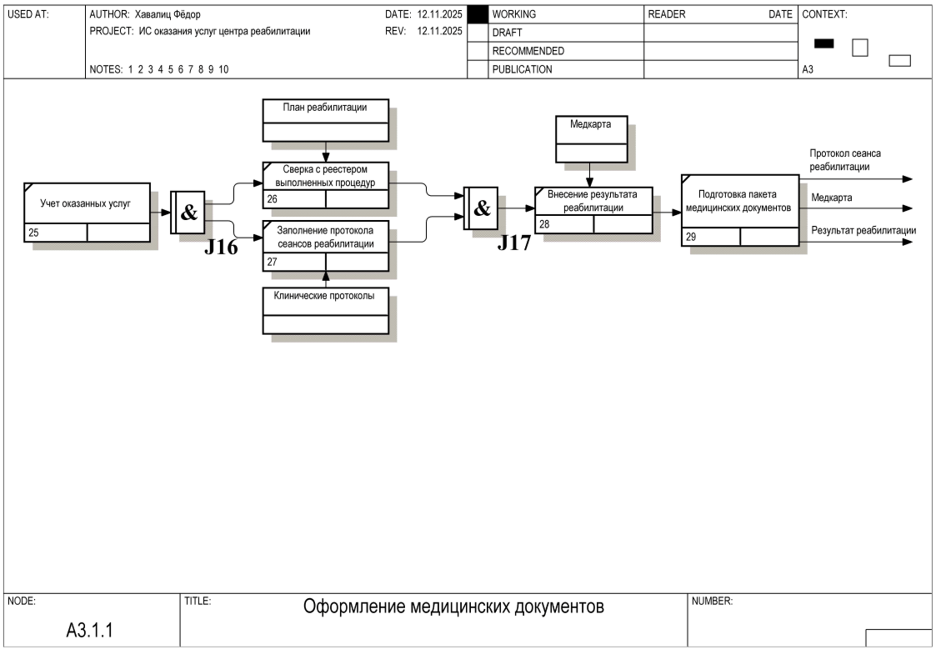 USED AT:
AUTHOR: Хавалиц Фёдор
DATE: 12.11.2025
PROJECT: ИС оказания услуг центра реабилитации
REV: 12.11.2025
NOTES: 1 2 3 4 5 6 7 8 9 10
WORKING
DRAFT
RECOMMENDED
PUBLICATION
READER
DATE
CONTEXT:
A3
План реабилитации
Сверка с реестером
выполненных процедур
26
Учет оказанных услуг
25
&
J16
Заполнение протокола
сеансов реабилитации
27
Клинические протоколы
&
J17
Медкарта
Внесение результата
реабилитации
28
Подготовка пакета
медицинских документов
29
Протокол сеанса
реабилитации
Медкарта
Результат реабилитации
NODE:
A3.1.1
TITLE:
Оформление медицинских документов
NUMBER: